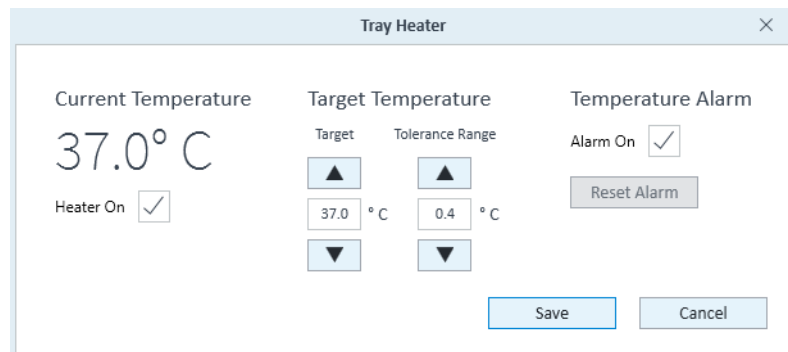 Tray Heater
Current Temperature
37.0° C
Heater On
Target Temperature
Target Tolerance Range
37.0 ° C 0.4 ° C
Temperature Alarm
Alarm On
Reset Alarm
Save Cancel